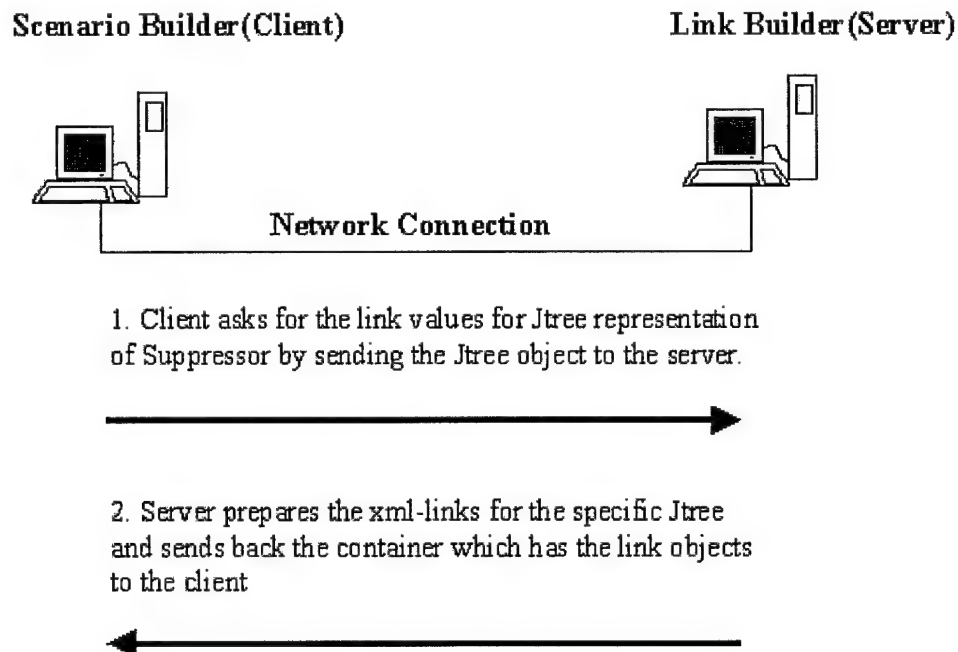 Scenario Builder(Client)
Link Builder(Server)
Network Connection
1. Client asks for the link values for Jtree representation
of Suppressor by sending the Jtree object to the server.
2. Server prepares the xml-links for the specific Jtree
and sends back the container which has the link objects
to the client